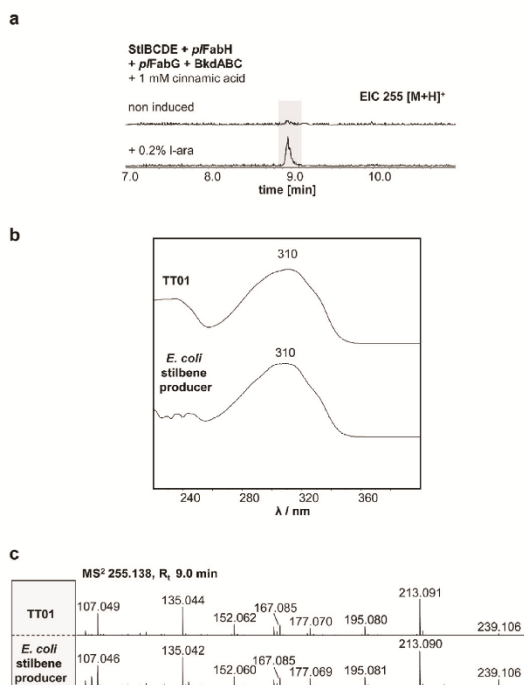 a
StlBCDE + plFabH
+ plFabG + BkdABC
+ 1 mM cinnamic acid
EIC 255 [M+H]+
non induced
+ 0.2% l-ara
7.0 8.0 9.0 10.0
time [min]
b
310
TT01
310
E. coli
stilbene
producer
240 280 320 360
λ / nm
c
MS² 255.138, Rt 9.0 min
TT01
107.049 135.044 152.062 167.085 177.070 195.080 213.091 239.106
E. coli
stilbene
producer
107.046 135.042 152.060 167.085 177.069 195.081 213.090 239.106